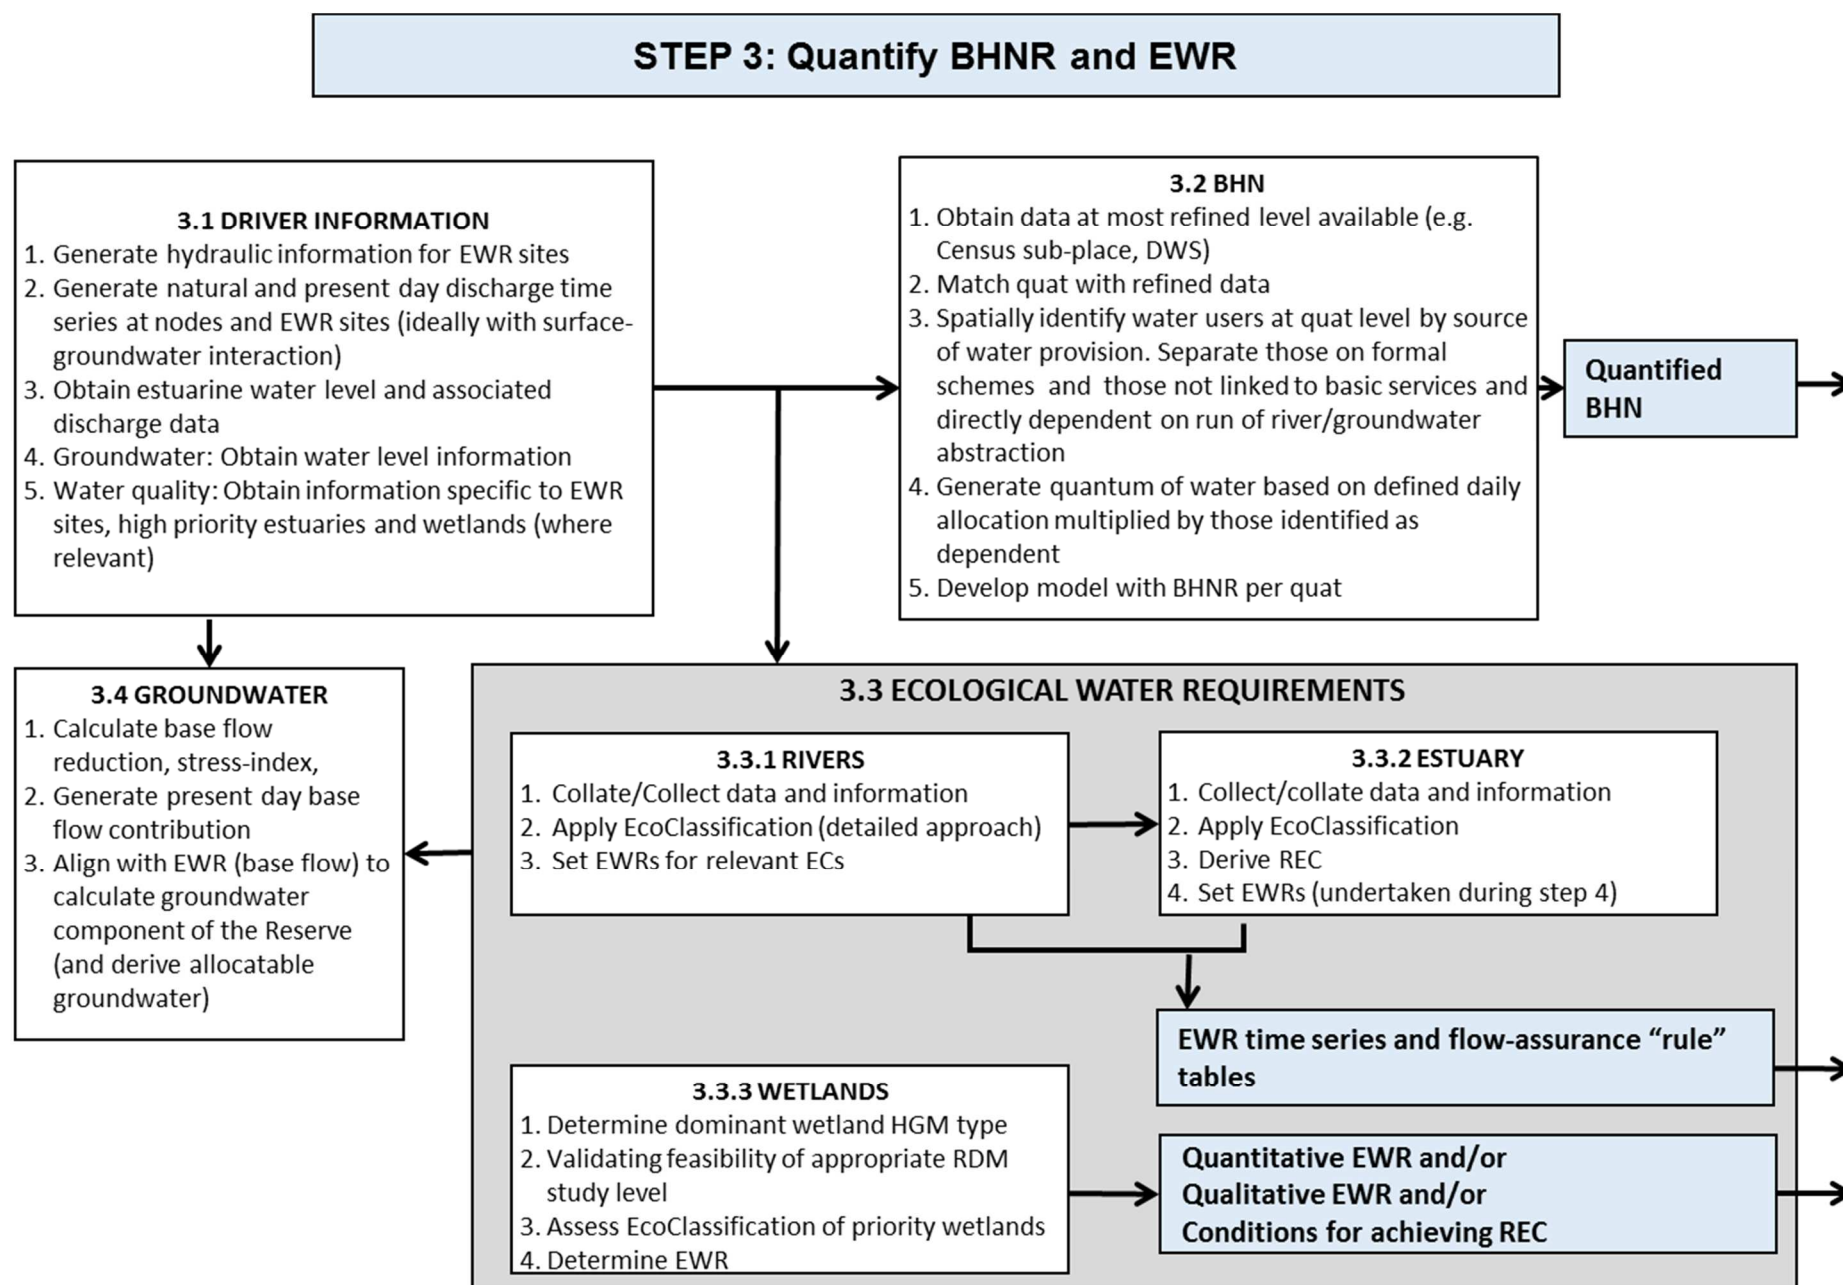 STEP 3: Quantify BHNR and EWR
3.1 DRIVER INFORMATION
1. Generate hydraulic information for EWR sites
2. Generate natural and present day discharge time
series at nodes and EWR sites (ideally with surface-
groundwater interaction)
3. Obtain estuarine water level and associated
discharge data
4. Groundwater: Obtain water level information
5. Water quality: Obtain information specific to EWR
sites, high priority estuaries and wetlands (where
relevant)
3.2 BHN
1. Obtain data at most refined level available (e.g.
Census sub-place, DWS)
2. Match quat with refined data
3. Spatially identify water users at quat level by source
of water provision. Separate those on formal
schemes and those not linked to basic services and
directly dependent on run of river/groundwater
abstraction
4. Generate quantum of water based on defined daily
allocation multiplied by those identified as
dependent
5. Develop model with BHNR per quat
Quantified
BHN
3.4 GROUNDWATER
1. Calculate base flow
reduction, stress-index,
2. Generate present day base
flow contribution
3. Align with EWR (base flow) to
calculate groundwater
component of the Reserve
(and derive allocatable
groundwater)
3.3 ECOLOGICAL WATER REQUIREMENTS
3.3.1 RIVERS
1. Collate/Collect data and information
2. Apply EcoClassification (detailed approach)
3. Set EWRs for relevant ECs
3.3.2 ESTUARY
1. Collect/collate data and information
2. Apply EcoClassification
3. Derive REC
4. Set EWRs (undertaken during step 4)
EWR time series and flow-assurance “rule”
tables
3.3.3 WETLANDS
1. Determine dominant wetland HGM type
2. Validating feasibility of appropriate RDM
study level
3. Assess EcoClassification of priority wetlands
4. Determine EWR
Quantitative EWR and/or
Qualitative EWR and/or
Conditions for achieving REC